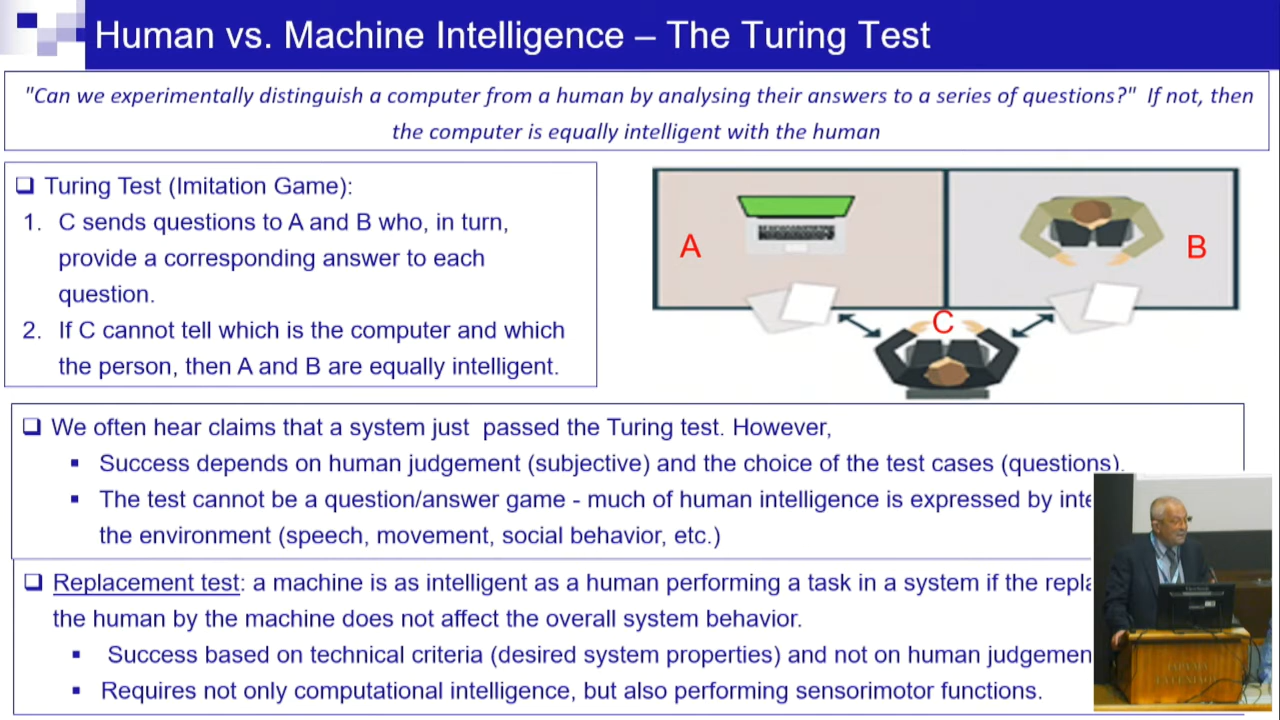 Human vs. Machine Intelligence – The Turing Test
"Can we experimentally distinguish a computer from a human by analysing their answers to a series of questions?" If not, then
the computer is equally intelligent with the human
❑ Turing Test (Imitation Game):
1. C sends questions to A and B who, in turn,
provide a corresponding answer to each
question.
2. If C cannot tell which is the computer and which
the person, then A and B are equally intelligent.
A
B
C
❑ We often hear claims that a system just passed the Turing test. However,
▪ Success depends on human judgement (subjective) and the choice of the test cases (questions).
▪ The test cannot be a question/answer game - much of human intelligence is expressed by inte
the environment (speech, movement, social behavior, etc.)
❑ Replacement test: a machine is as intelligent as a human performing a task in a system if the repla
the human by the machine does not affect the overall system behavior.
▪ Success based on technical criteria (desired system properties) and not on human judgemen
▪ Requires not only computational intelligence, but also performing sensorimotor functions.